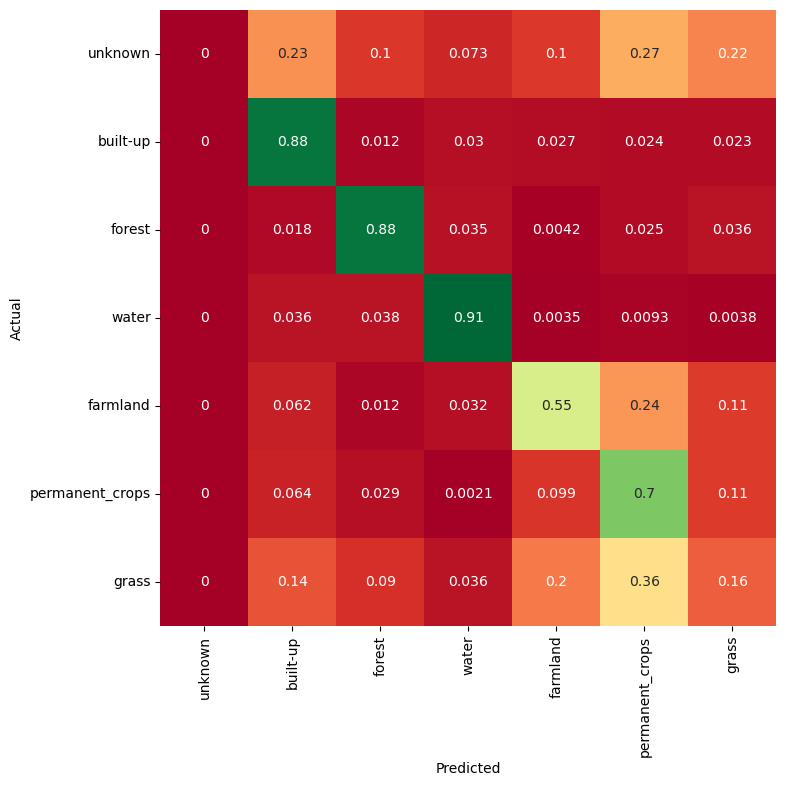 Actual
unknown 0 0.23 0.1 0.073 0.1 0.27 0.22
built-up 0 0.88 0.012 0.03 0.027 0.024 0.023
forest 0 0.018 0.88 0.035 0.0042 0.025 0.036
water 0 0.036 0.038 0.91 0.0035 0.0093 0.0038
farmland 0 0.062 0.012 0.032 0.55 0.24 0.11
permanent_crops 0 0.064 0.029 0.0021 0.099 0.7 0.11
grass 0 0.14 0.09 0.036 0.2 0.36 0.16
unknown built-up forest water farmland permanent_crops grass
Predicted